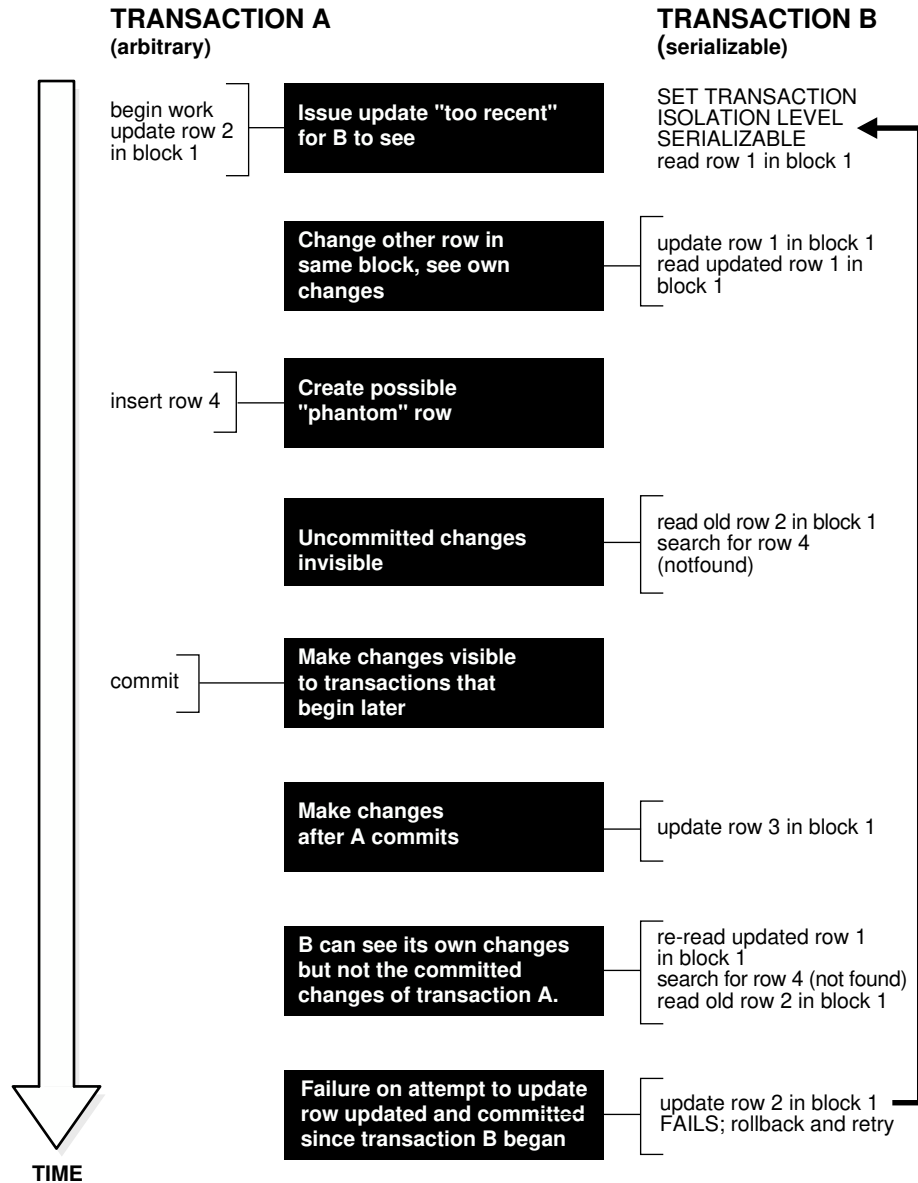 TRANSACTION A
(arbitrary)
TRANSACTION B
(serializable)
begin work
update row 2
in block 1
Issue update "too recent"
for B to see
SET TRANSACTION
ISOLATION LEVEL
SERIALIZABLE
read row 1 in block 1
Change other row in
same block, see own
changes
update row 1 in block 1
read updated row 1 in
block 1
insert row 4
Create possible
"phantom" row
Uncommitted changes
invisible
read old row 2 in block 1
search for row 4
(notfound)
commit
Make changes visible
to transactions that
begin later
Make changes
after A commits
update row 3 in block 1
B can see its own changes
but not the committed
changes of transaction A.
re-read updated row 1
in block 1
search for row 4 (not found)
read old row 2 in block 1
Failure on attempt to update
row updated and committed
since transaction B began
update row 2 in block 1
FAILS; rollback and retry
TIME